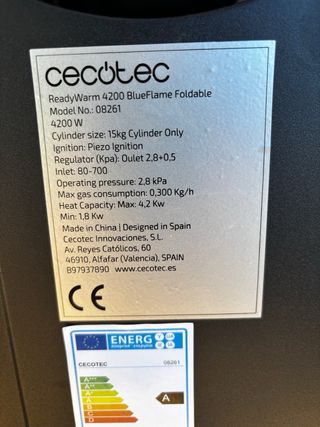 cecotec
ReadyWarm 4200 BlueFlame Foldable
Model No.: 08261
4200 W
Cylinder size: 15kg Cylinder Only
Ignition: Piezo Ignition
Regulator (Kpa): Oulet 2,8+0,5
Inlet: 80-700
Operating pressure: 2,8 kPa
Max gas consumption: 0,300 Kg/h
Heat Capacity: Max: 4,2 Kw
Min: 1,8 Kw
Made in China | Designed in Spain
Cecotec Innovaciones, S.L.
Av. Reyes Católicos, 60
46910, Alfafar (Valencia), SPAIN
B97937890 www.cecotec.es
CE
ENERG
CECOTEC 08261
A+++
A++
A+
A
B
C
D
A